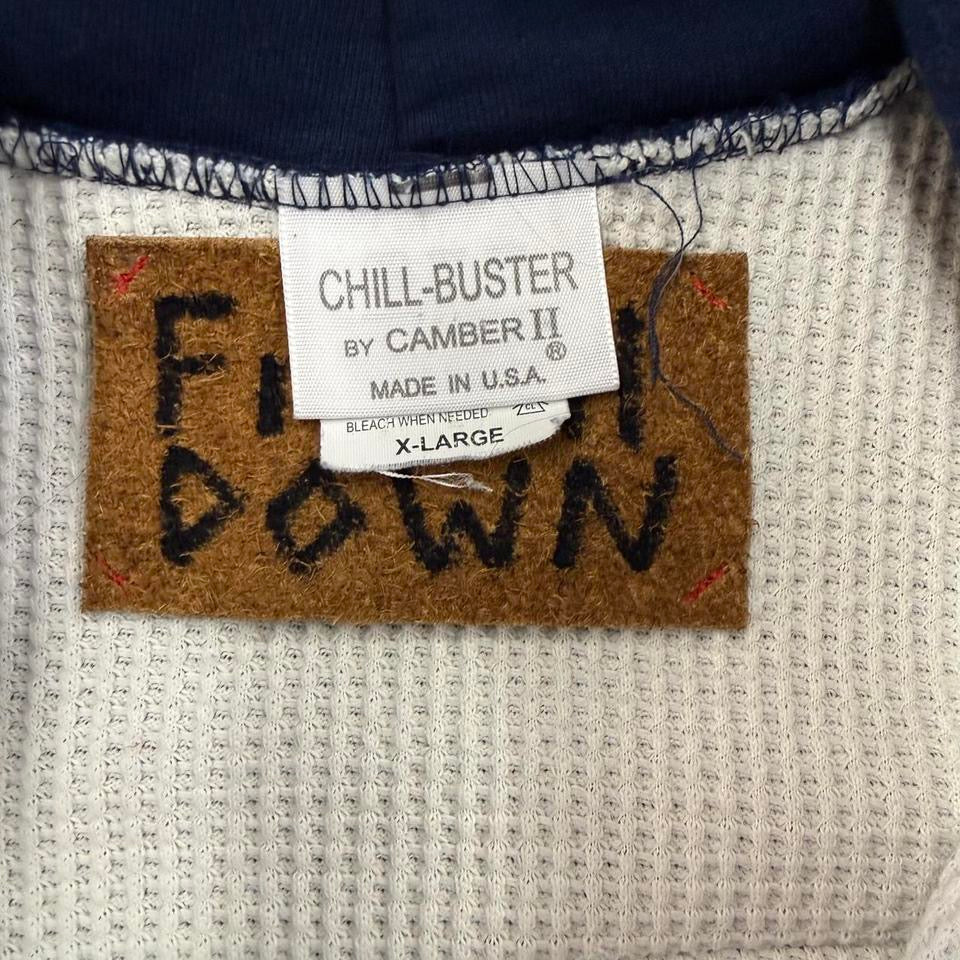 CHILL-BUSTER
BY CAMBER II
®
MADE IN U.S.A.
BLEACH WHEN NEEDED
X-LARGE
DOWN